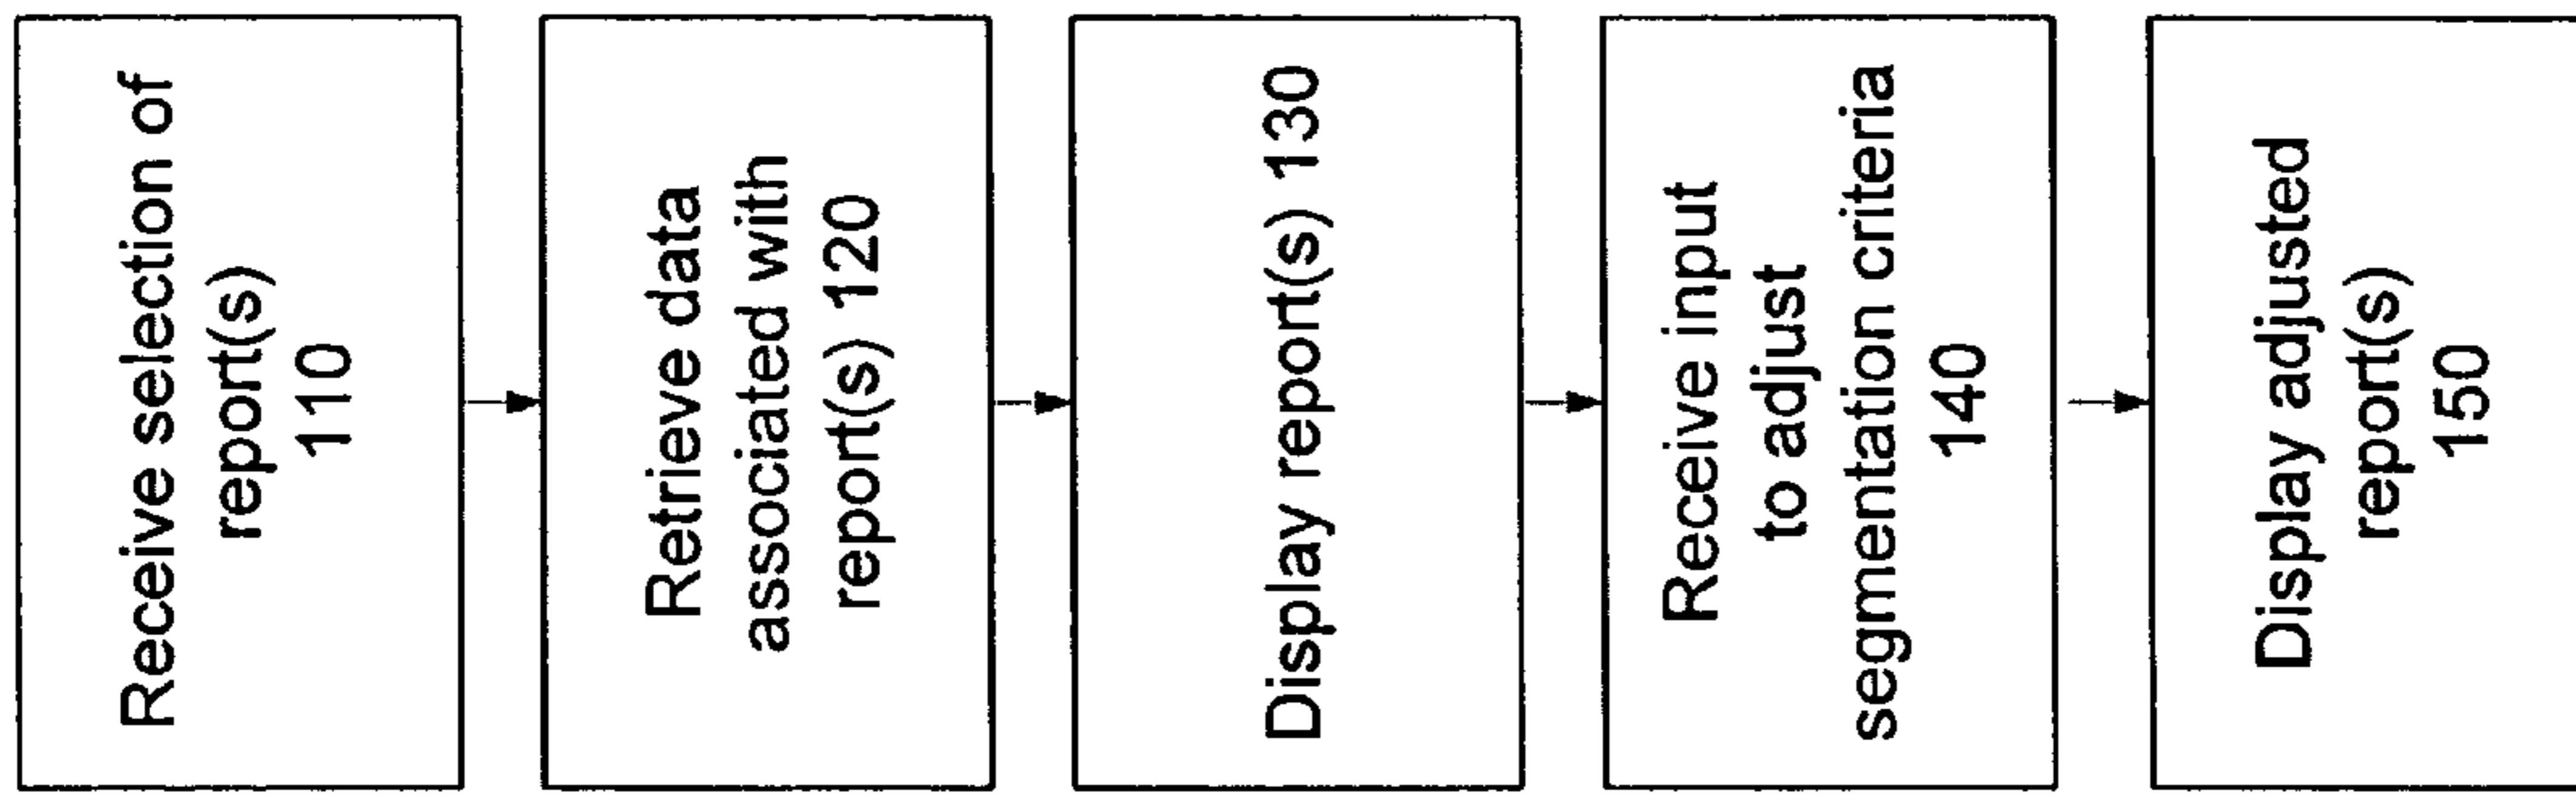 Receive selection of
report(s)
110
Retrieve data
associated with
report(s) 120
Display report(s) 130
Receive input
to adjust
segmentation criteria
140
Display adjusted
report(s)
150